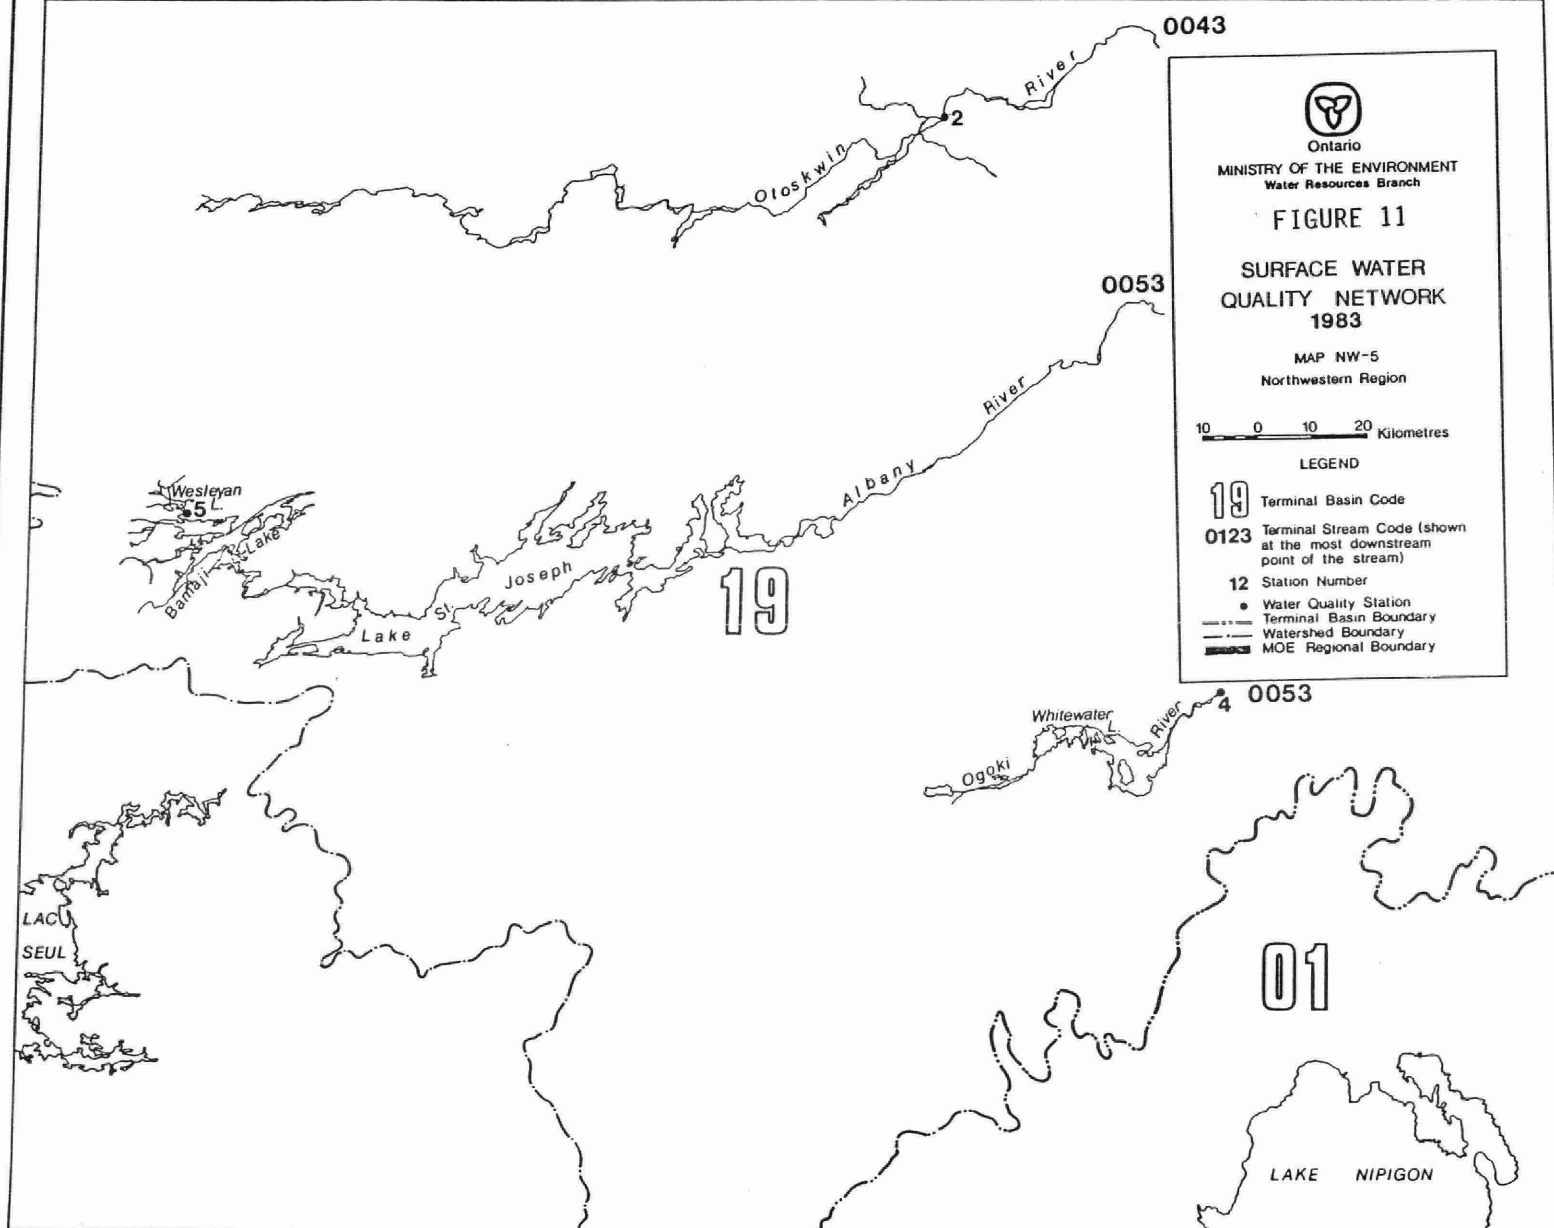 0043
River
2
Otoskwin
0053
River
Albany
Wesleyan
L.
5
Bamaji Lake
Lake St. Joseph
19
Whitewater
L.
Ogoki River
4
0053
LAC
SEUL
01
LAKE NIPIGON
Ontario
MINISTRY OF THE ENVIRONMENT
Water Resources Branch
FIGURE 11
SURFACE WATER
QUALITY NETWORK
1983
MAP NW-5
Northwestern Region
10 0 10 20 Kilometres
LEGEND
19 Terminal Basin Code
0123 Terminal Stream Code (shown
at the most downstream
point of the stream)
12 Station Number
Water Quality Station
Terminal Basin Boundary
Watershed Boundary
MOE Regional Boundary